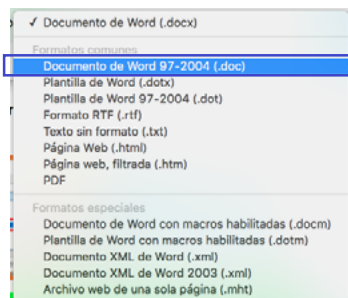 ✓ Documento de Word (.docx)
Formatos comunes
Documento de Word 97-2004 (.doc)
Plantilla de Word (.dotx)
Plantilla de Word 97-2004 (.dot)
Formato RTF (.rtf)
Texto sin formato (.txt)
Página Web (.html)
Página web, filtrada (.htm)
PDF
Formatos especiales
Documento de Word con macros habilitadas (.docm)
Plantilla de Word con macros habilitadas (.dotm)
Documento XML de Word (.xml)
Documento XML de Word 2003 (.xml)
Archivo web de una sola página (.mht)